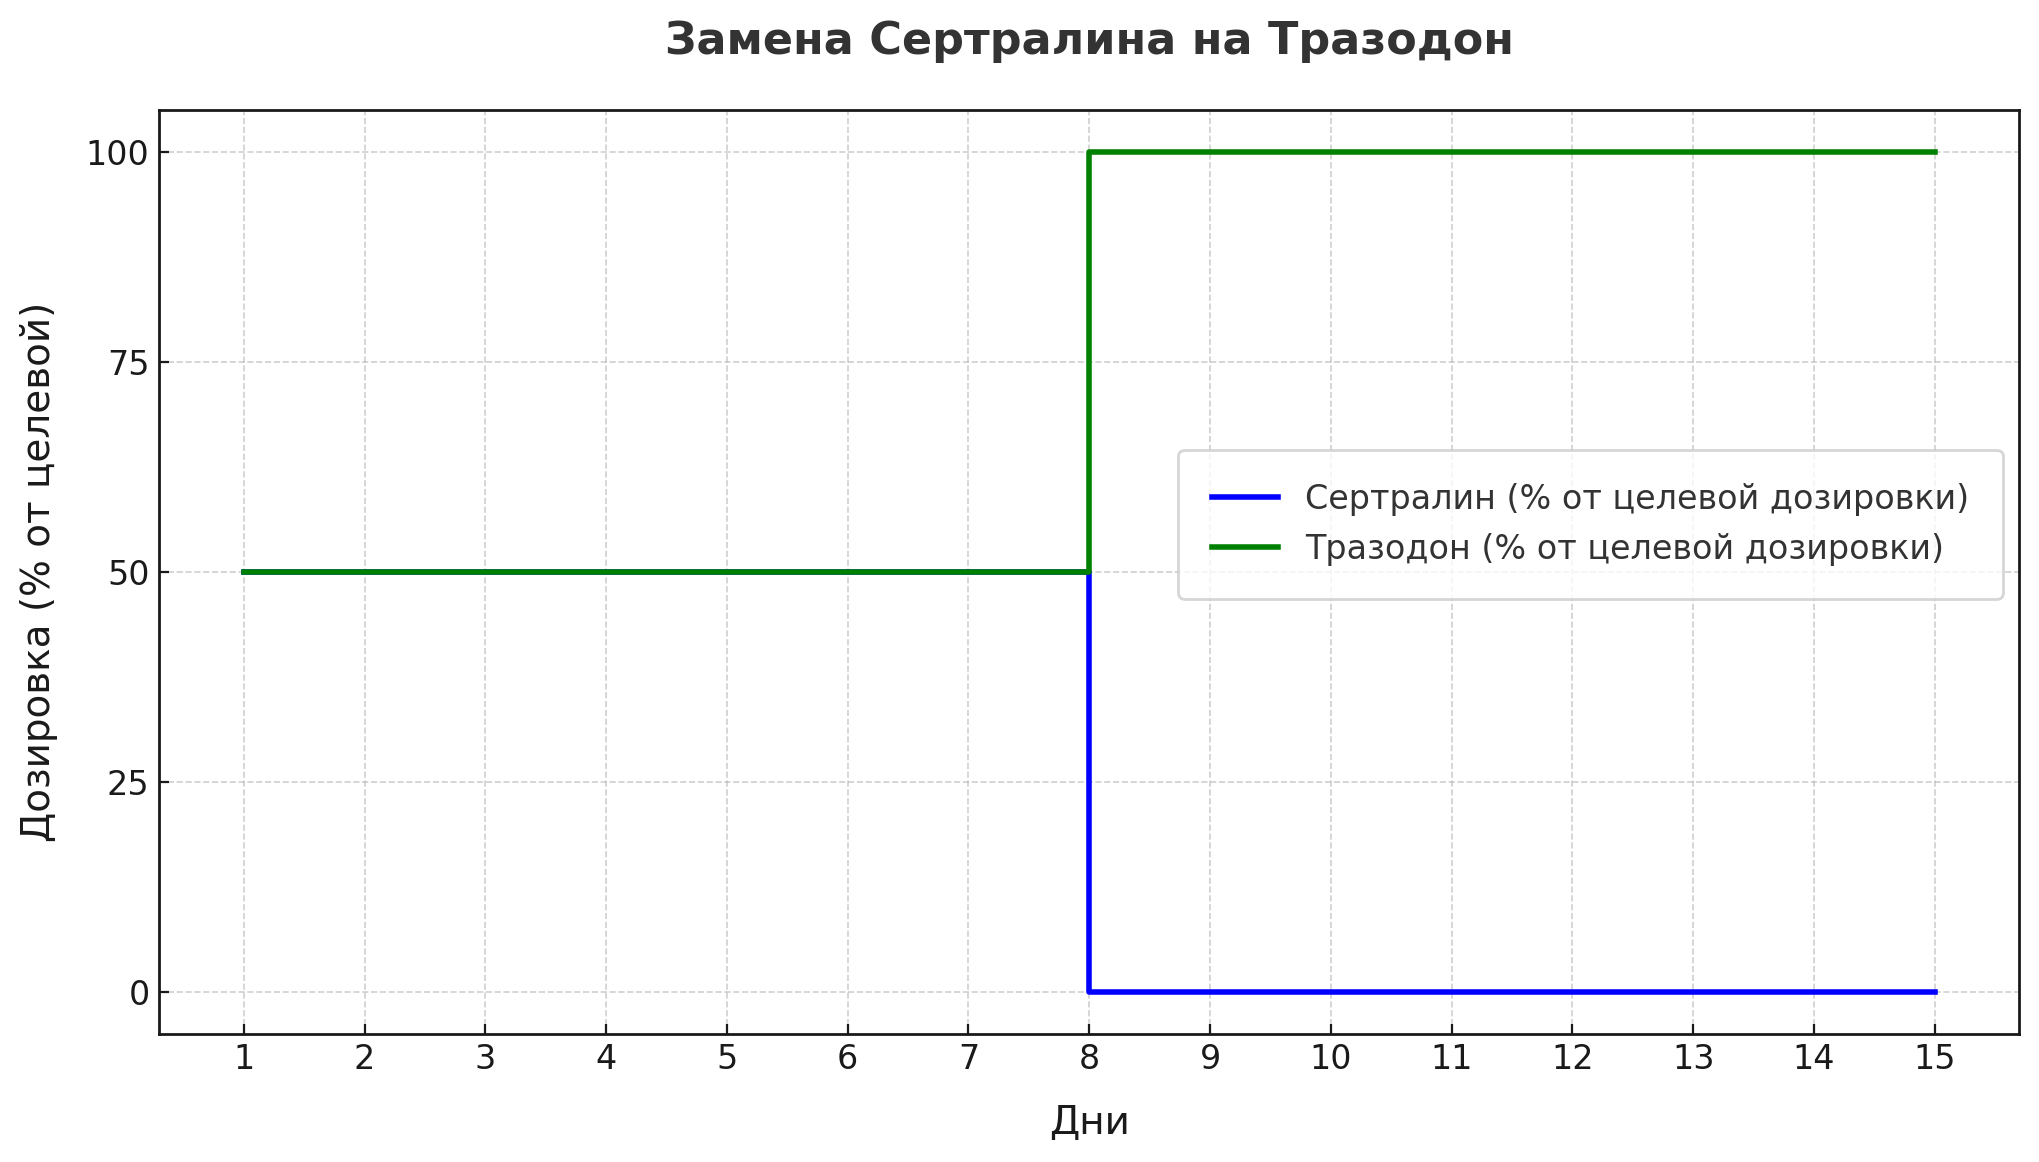 Замена Сертралина на Тразодон
Дозировка (% от целевой)
100
75
50
25
0
Сертралин (% от целевой дозировки)
Тразодон (% от целевой дозировки)
1 2 3 4 5 6 7 8 9 10 11 12 13 14 15
Дни